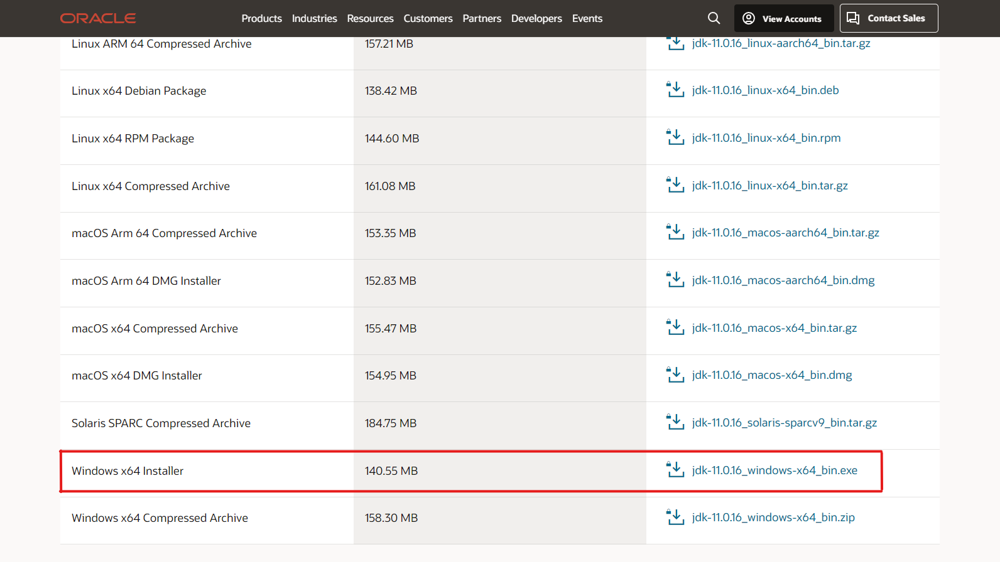 ORACLE Products Industries Resources Customers Partners Developers Events View Accounts Contact Sales
Linux ARM 64 Compressed Archive 157.21 MB jdk-11.0.16_linux-aarch64_bin.tar.gz
Linux x64 Debian Package 138.42 MB jdk-11.0.16_linux-x64_bin.deb
Linux x64 RPM Package 144.60 MB jdk-11.0.16_linux-x64_bin.rpm
Linux x64 Compressed Archive 161.08 MB jdk-11.0.16_linux-x64_bin.tar.gz
macOS Arm 64 Compressed Archive 153.35 MB jdk-11.0.16_macos-aarch64_bin.tar.gz
macOS Arm 64 DMG Installer 152.83 MB jdk-11.0.16_macos-aarch64_bin.dmg
macOS x64 Compressed Archive 155.47 MB jdk-11.0.16_macos-x64_bin.tar.gz
macOS x64 DMG Installer 154.95 MB jdk-11.0.16_macos-x64_bin.dmg
Solaris SPARC Compressed Archive 184.75 MB jdk-11.0.16_solaris-sparcv9_bin.tar.gz
Windows x64 Installer 140.55 MB jdk-11.0.16_windows-x64_bin.exe
Windows x64 Compressed Archive 158.30 MB jdk-11.0.16_windows-x64_bin.zip